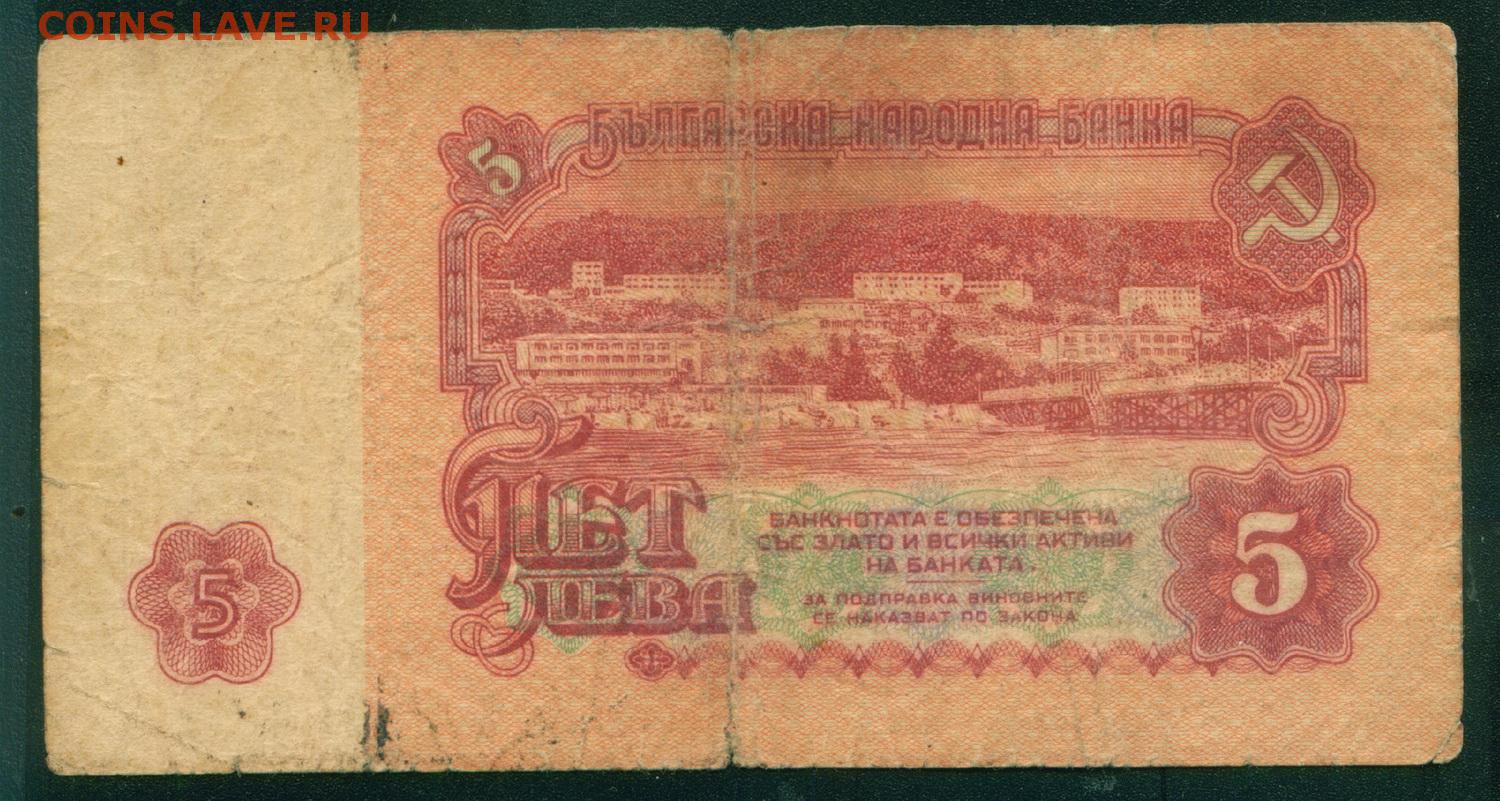 COINS.LAVE.RU
5
БЪЛГАРСКА НАРОДНА БАНКА
ПЕТ
ЛЕВА
БАНКНОТАТА Е ОБЕЗПЕЧЕНА
СЪС ЗЛАТО И ВСИЧКИ АКТИВИ
НА БАНКАТА.
ЗА ПОДПРАВКА ВИНОВНИТЕ
СЕ НАКАЗВАТ ПО ЗАКОНА
5
5